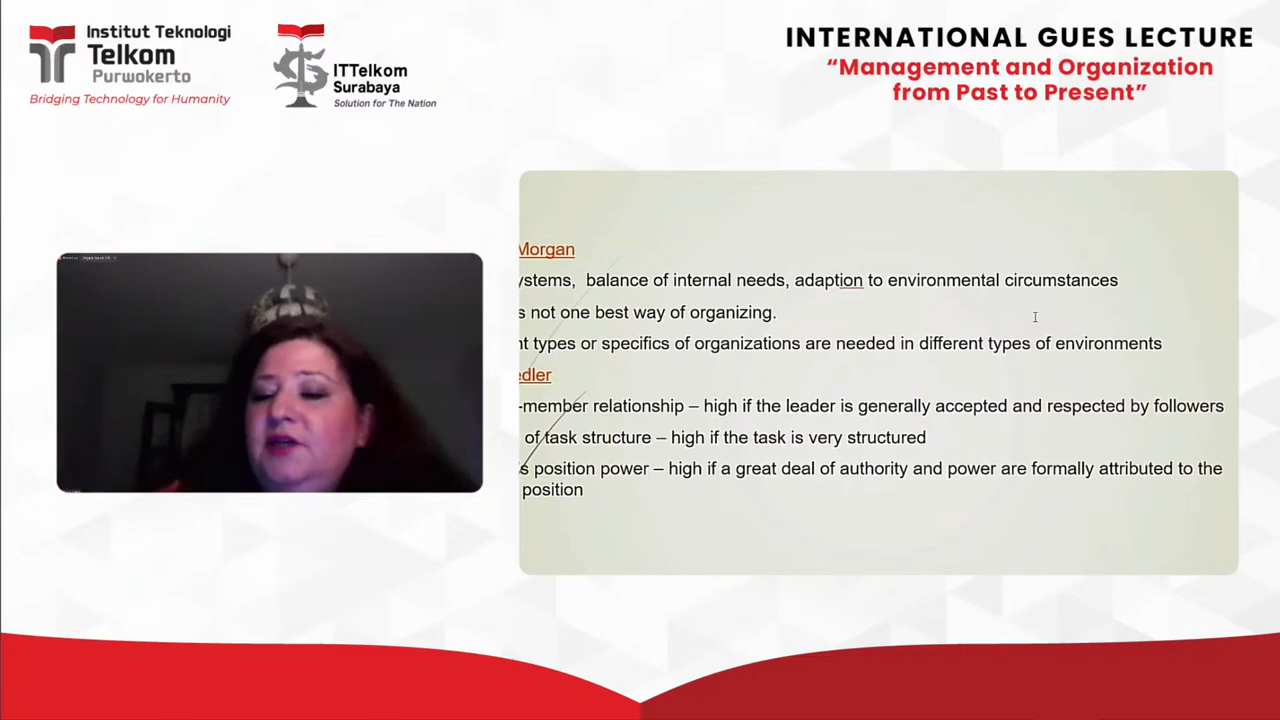 Institut Teknologi
Telkom
Purwokerto
Bridging Technology for Humanity
ITTelkom
Surabaya
Solution for The Nation
INTERNATIONAL GUES LECTURE
“Management and Organization
from Past to Present”
Morgan
ystems, balance of internal needs, adaption to environmental circumstances
s not one best way of organizing.
nt types or specifics of organizations are needed in different types of environments
edler
-member relationship – high if the leader is generally accepted and respected by followers
of task structure – high if the task is very structured
s position power – high if a great deal of authority and power are formally attributed to the
position